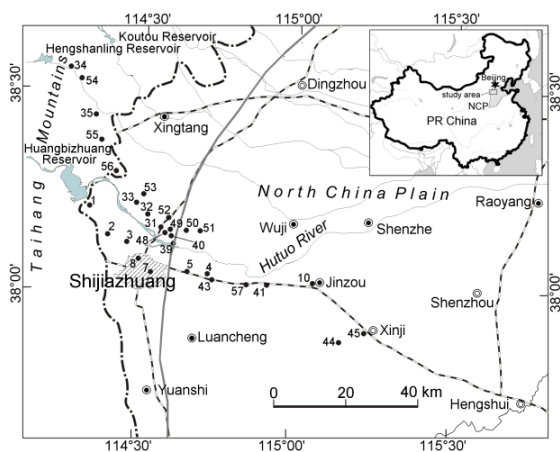 114°30'
115°00'
115°30'
Koutou Reservoir
Hengshanling Reservoir
34
54
38°30'
38°30'
Dingzhou
Beijing
study area
NCP
PR China
35
Xingtang
55
Huangbizhuang
Reservoir
56
Taihang Mountains
53
33
32
1
North China Plain
Raoyang
52
31
49
50
51
2
3
48
39
40
Wuji
Shenzhe
Hutuo River
8
7
5
4
43
57
41
10
Jinzou
38°00'
38°00'
Shijiazhuang
Shenzhou
Luancheng
44
45
Xinji
Yuanshi
0
20
40 km
Hengshui
114°30'
115°00'
115°30'